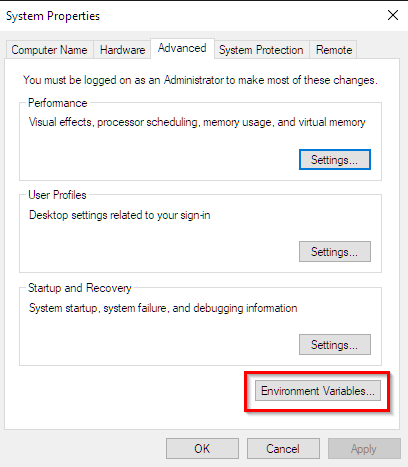 System Properties
Computer Name Hardware Advanced System Protection Remote
You must be logged on as an Administrator to make most of these changes.
Performance
Visual effects, processor scheduling, memory usage, and virtual memory
Settings...
User Profiles
Desktop settings related to your sign-in
Settings...
Startup and Recovery
System startup, system failure, and debugging information
Settings...
Environment Variables...
OK Cancel Apply